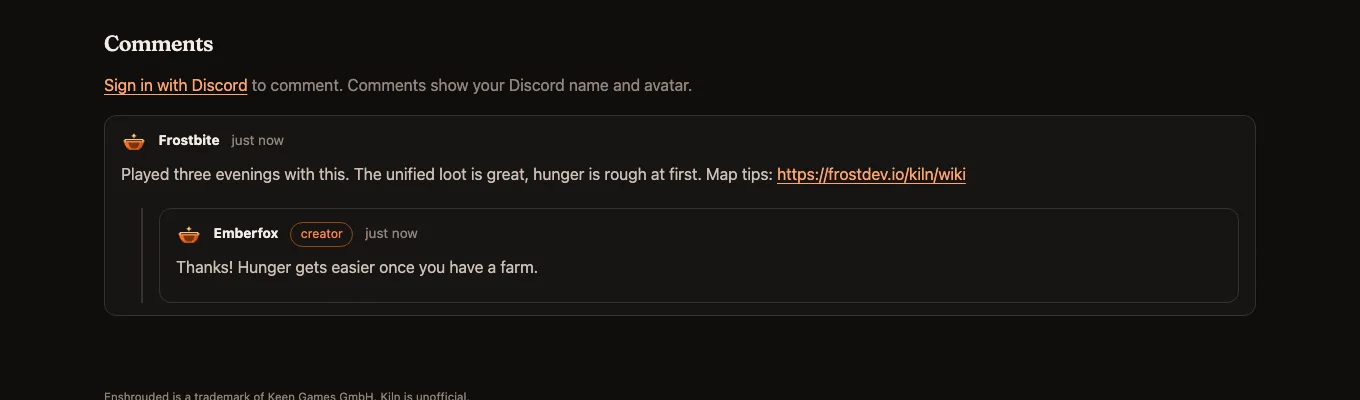 Comments
Sign in with Discord to comment. Comments show your Discord name and avatar.
Frostbite just now
Played three evenings with this. The unified loot is great, hunger is rough at first. Map tips: https://frostdev.io/kiln/wiki
Emberfox creator just now
Thanks! Hunger gets easier once you have a farm.
Enshrouded is a trademark of Keen Games GmbH. Kiln is unofficial.